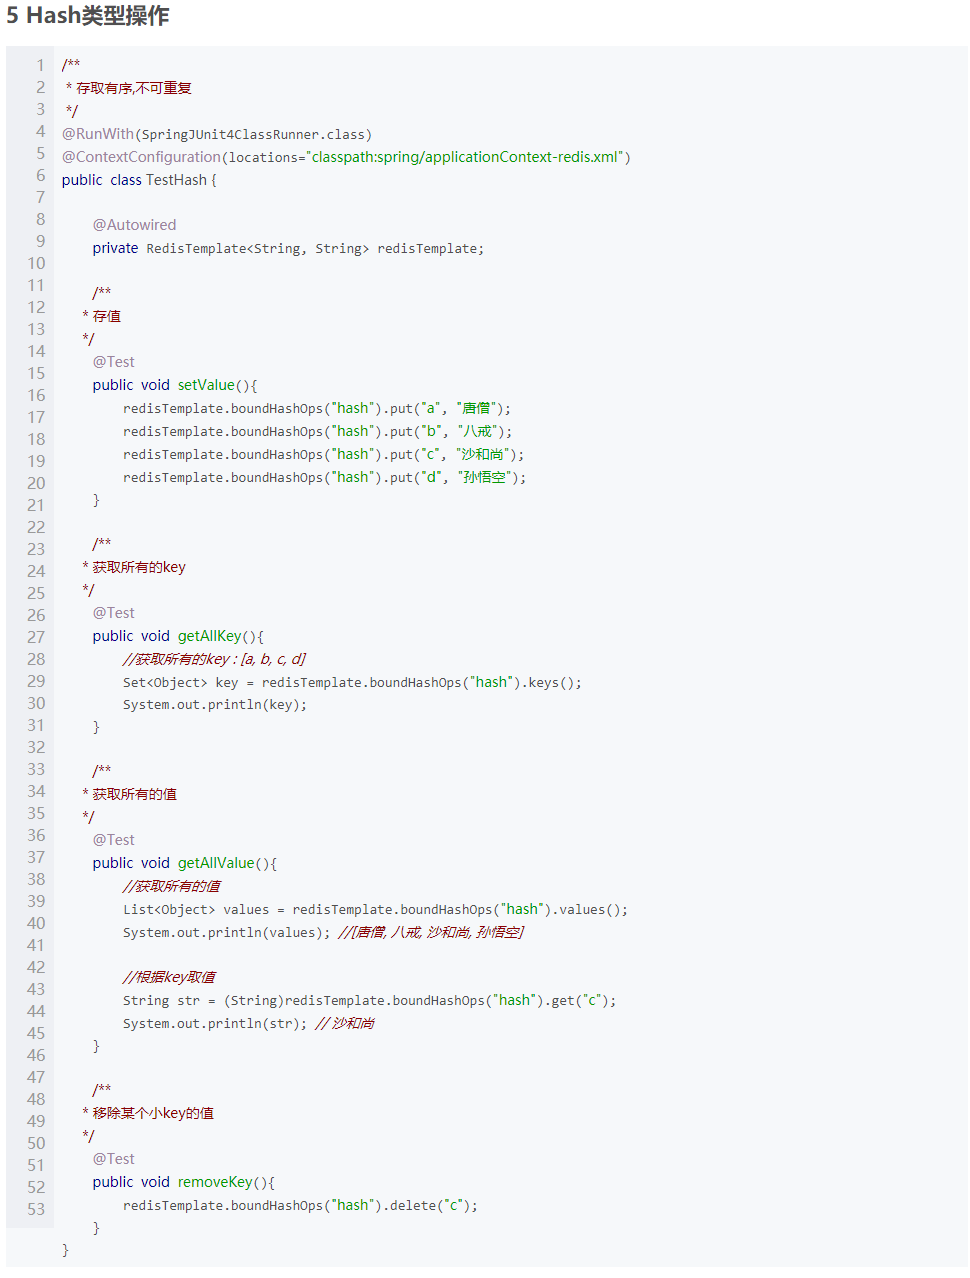 5 Hash类型操作
1 /**
2 * 存取有序,不可重复
3 */
4 @RunWith(SpringJUnit4ClassRunner.class)
5 @ContextConfiguration(locations="classpath:spring/applicationContext-redis.xml")
6 public class TestHash {
7
8 @Autowired
9 private RedisTemplate<String, String> redisTemplate;
10
11 /**
12 * 存值
13 */
14 @Test
15 public void setValue(){
16 redisTemplate.boundHashOps("hash").put("a", "唐僧");
17 redisTemplate.boundHashOps("hash").put("b", "八戒");
18 redisTemplate.boundHashOps("hash").put("c", "沙和尚");
19 redisTemplate.boundHashOps("hash").put("d", "孙悟空");
20 }
21
22 /**
23 * 获取所有的key
24 */
25 @Test
26 public void getAllKey(){
27 //获取所有的key : [a, b, c, d]
28 Set<Object> key = redisTemplate.boundHashOps("hash").keys();
29 System.out.println(key);
30 }
31
32 /**
33 * 获取所有的值
34 */
35 @Test
36 public void getAllValue(){
37 //获取所有的值
38 List<Object> values = redisTemplate.boundHashOps("hash").values();
39 System.out.println(values); //[唐僧, 八戒, 沙和尚, 孙悟空]
40
41 //根据key取值
42 String str = (String)redisTemplate.boundHashOps("hash").get("c");
43 System.out.println(str); // 沙和尚
44 }
45
46 /**
47 * 移除某个小key的值
48 */
49 @Test
50 public void removeKey(){
51 redisTemplate.boundHashOps("hash").delete("c");
52 }
53 }